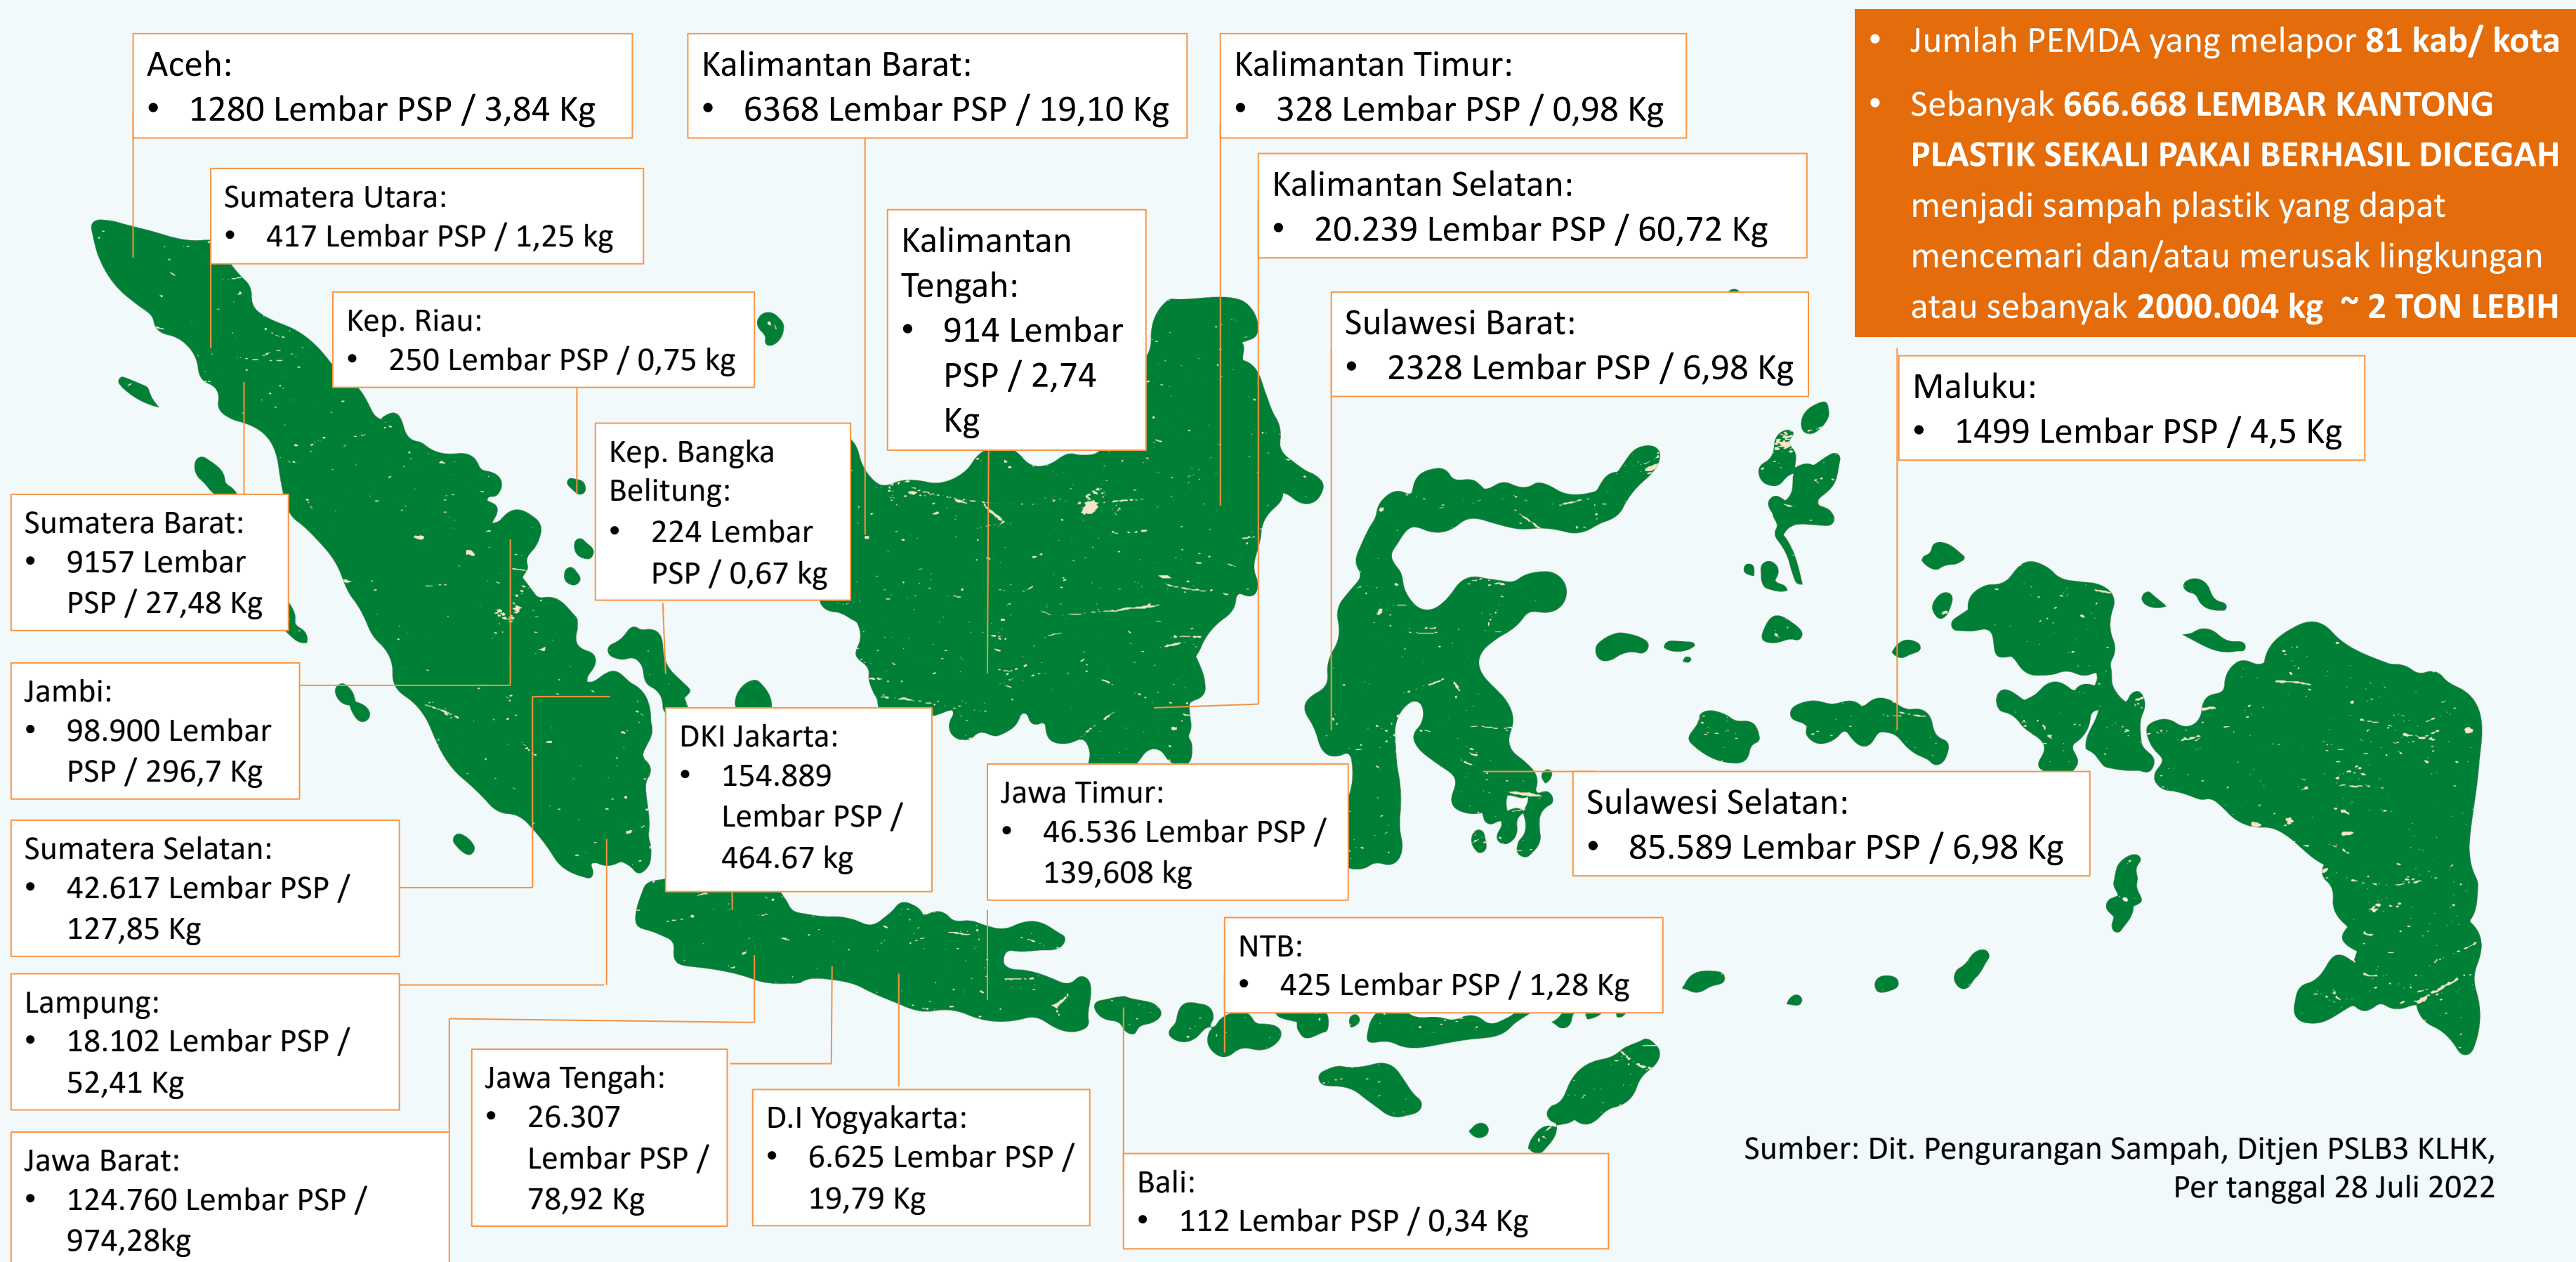 Aceh:
• 1280 Lembar PSP / 3,84 Kg
Kalimantan Barat:
• 6368 Lembar PSP / 19,10 Kg
Kalimantan Timur:
• 328 Lembar PSP / 0,98 Kg
• Jumlah PEMDA yang melapor 81 kab/ kota
• Sebanyak 666.668 LEMBAR KANTONG
PLASTIK SEKALI PAKAI BERHASIL DICEGAH
menjadi sampah plastik yang dapat
mencemari dan/atau merusak lingkungan
atau sebanyak 2000.004 kg ~ 2 TON LEBIH
Sumatera Utara:
• 417 Lembar PSP / 1,25 kg
Kalimantan
Tengah:
• 914 Lembar
PSP / 2,74
Kg
Kalimantan Selatan:
• 20.239 Lembar PSP / 60,72 Kg
Kep. Riau:
• 250 Lembar PSP / 0,75 kg
Sulawesi Barat:
• 2328 Lembar PSP / 6,98 Kg
Maluku:
• 1499 Lembar PSP / 4,5 Kg
Kep. Bangka
Belitung:
• 224 Lembar
PSP / 0,67 kg
Sumatera Barat:
• 9157 Lembar
PSP / 27,48 Kg
Jambi:
• 98.900 Lembar
PSP / 296,7 Kg
DKI Jakarta:
• 154.889
Lembar PSP /
464.67 kg
Jawa Timur:
• 46.536 Lembar PSP /
139,608 kg
Sulawesi Selatan:
• 85.589 Lembar PSP / 6,98 Kg
Sumatera Selatan:
• 42.617 Lembar PSP /
127,85 Kg
NTB:
• 425 Lembar PSP / 1,28 Kg
Lampung:
• 18.102 Lembar PSP /
52,41 Kg
Jawa Tengah:
• 26.307
Lembar PSP /
78,92 Kg
D.I Yogyakarta:
• 6.625 Lembar PSP /
19,79 Kg
Jawa Barat:
• 124.760 Lembar PSP /
974,28kg
Bali:
• 112 Lembar PSP / 0,34 Kg
Sumber: Dit. Pengurangan Sampah, Ditjen PSLB3 KLHK,
Per tanggal 28 Juli 2022